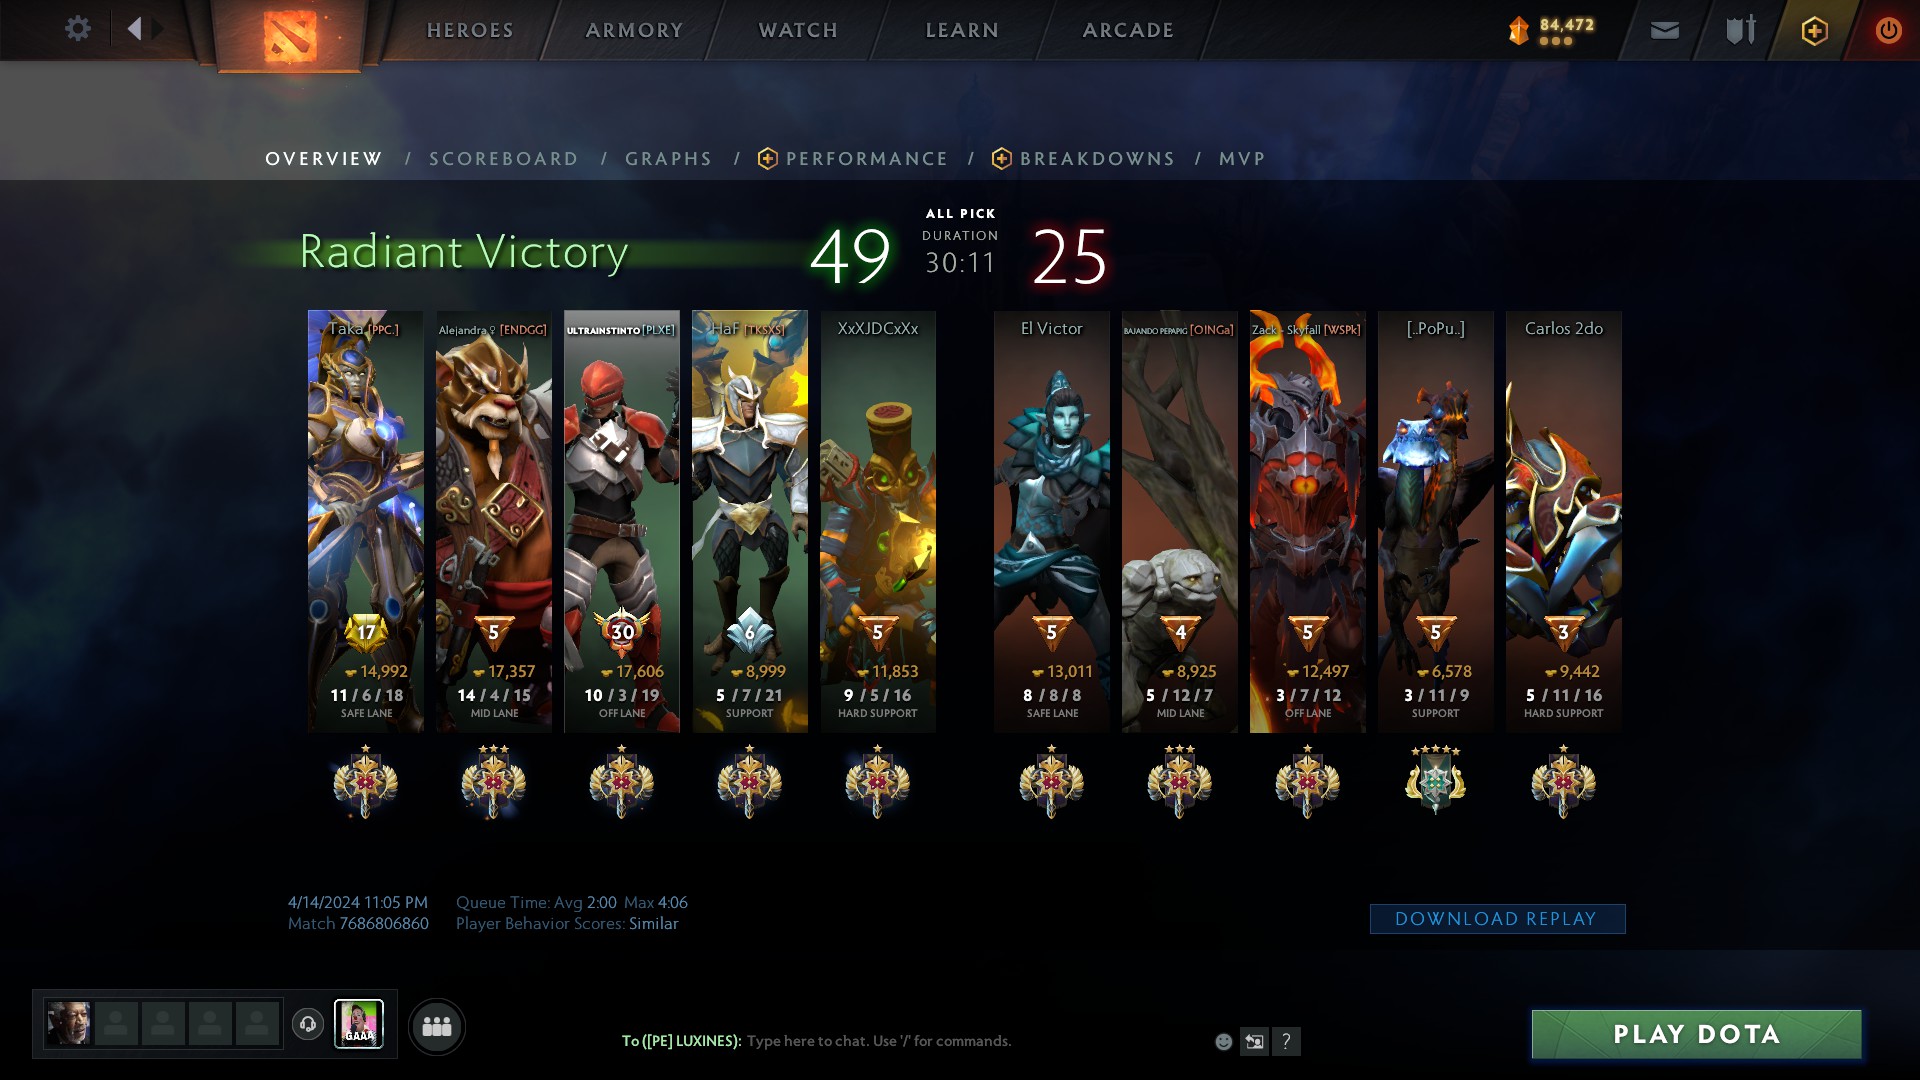 HEROES ARMORY WATCH LEARN ARCADE 84,472
OVERVIEW / SCOREBOARD / GRAPHS / PERFORMANCE / BREAKDOWNS / MVP
ALL PICK
Radiant Victory 49 DURATION 25
30:11
Taka [PPC.] Alejandra ♀ [ENDGG] ULTRAINSTINTO [PLXE] HaF [TKSXS] XxXJDCxXx El Victor BAJANDO PEPAPIG [OINGa] Zack - Skyfall [WSPk] [..PoPu..] Carlos 2do
17 5 30 6 5 5 4 5 5 3
14,992 17,357 17,606 8,999 11,853 13,011 8,925 12,497 6,578 9,442
11 / 6 / 18 14 / 4 / 15 10 / 3 / 19 5 / 7 / 21 9 / 5 / 16 8 / 8 / 8 5 / 12 / 7 3 / 7 / 12 3 / 11 / 9 5 / 11 / 16
SAFE LANE MID LANE OFF LANE SUPPORT HARD SUPPORT SAFE LANE MID LANE OFF LANE SUPPORT HARD SUPPORT
4/14/2024 11:05 PM Queue Time: Avg 2:00 Max 4:06
Match 7686806860 Player Behavior Scores: Similar
DOWNLOAD REPLAY
GAAA
To ([PE] LUXINES): Type here to chat. Use '/' for commands. ?
PLAY DOTA